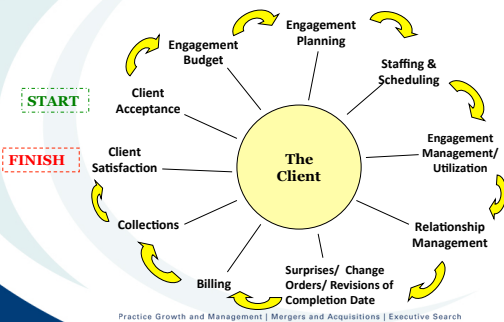 START
Client
Acceptance
Engagement
Budget
Engagement
Planning
Staffing &
Scheduling
Engagement
Management/
Utilization
Relationship
Management
Surprises/ Change
Orders/ Revisions of
Completion Date
Billing
Collections
Client
Satisfaction
FINISH
The
Client
Practice Growth and Management | Mergers and Acquisitions | Executive Search